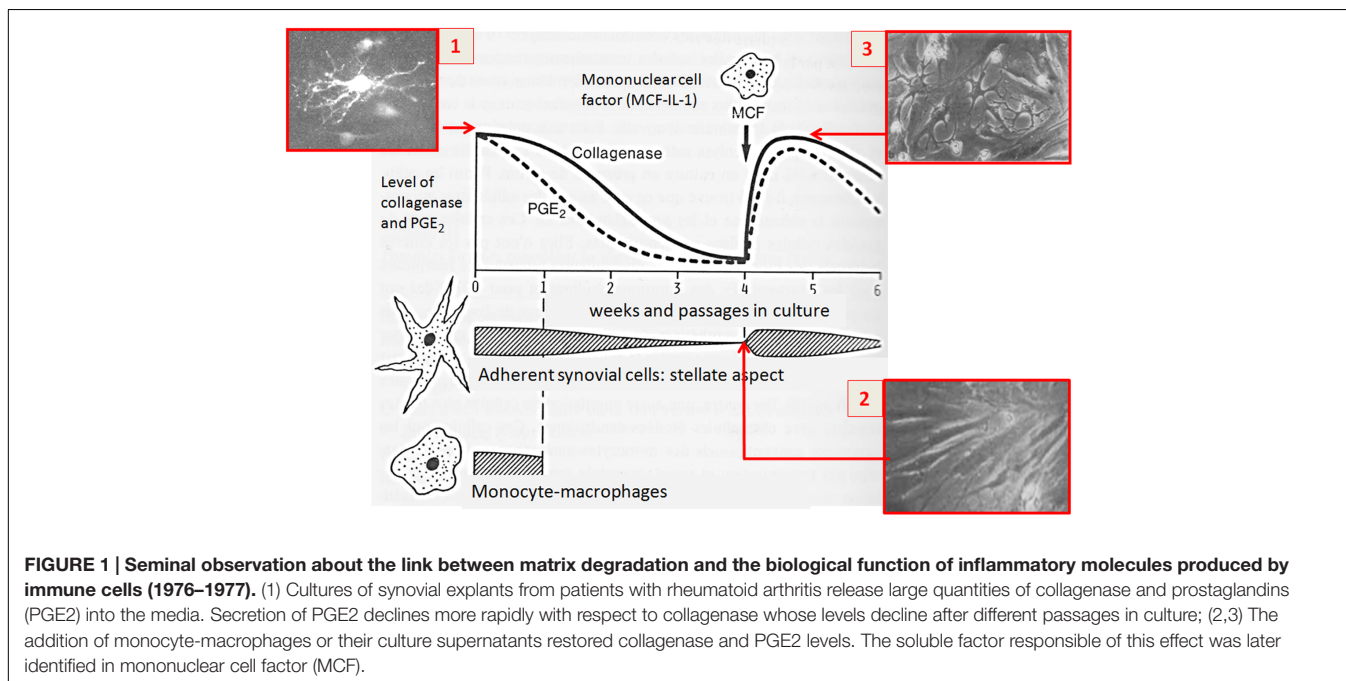 1
3
Mononuclear cell
factor (MCF-IL-1)
MCF
Collagenase
Level of
collagenase
and PGE2
PGE2
0 1 2 3 4 5 6
weeks and passages in culture
Adherent synovial cells: stellate aspect
2
Monocyte-macrophages
FIGURE 1 | Seminal observation about the link between matrix degradation and the biological function of inflammatory molecules produced by
immune cells (1976–1977). (1) Cultures of synovial explants from patients with rheumatoid arthritis release large quantities of collagenase and prostaglandins
(PGE2) into the media. Secretion of PGE2 declines more rapidly with respect to collagenase whose levels decline after different passages in culture; (2,3) The
addition of monocyte-macrophages or their culture supernatants restored collagenase and PGE2 levels. The soluble factor responsible of this effect was later
identified in mononuclear cell factor (MCF).